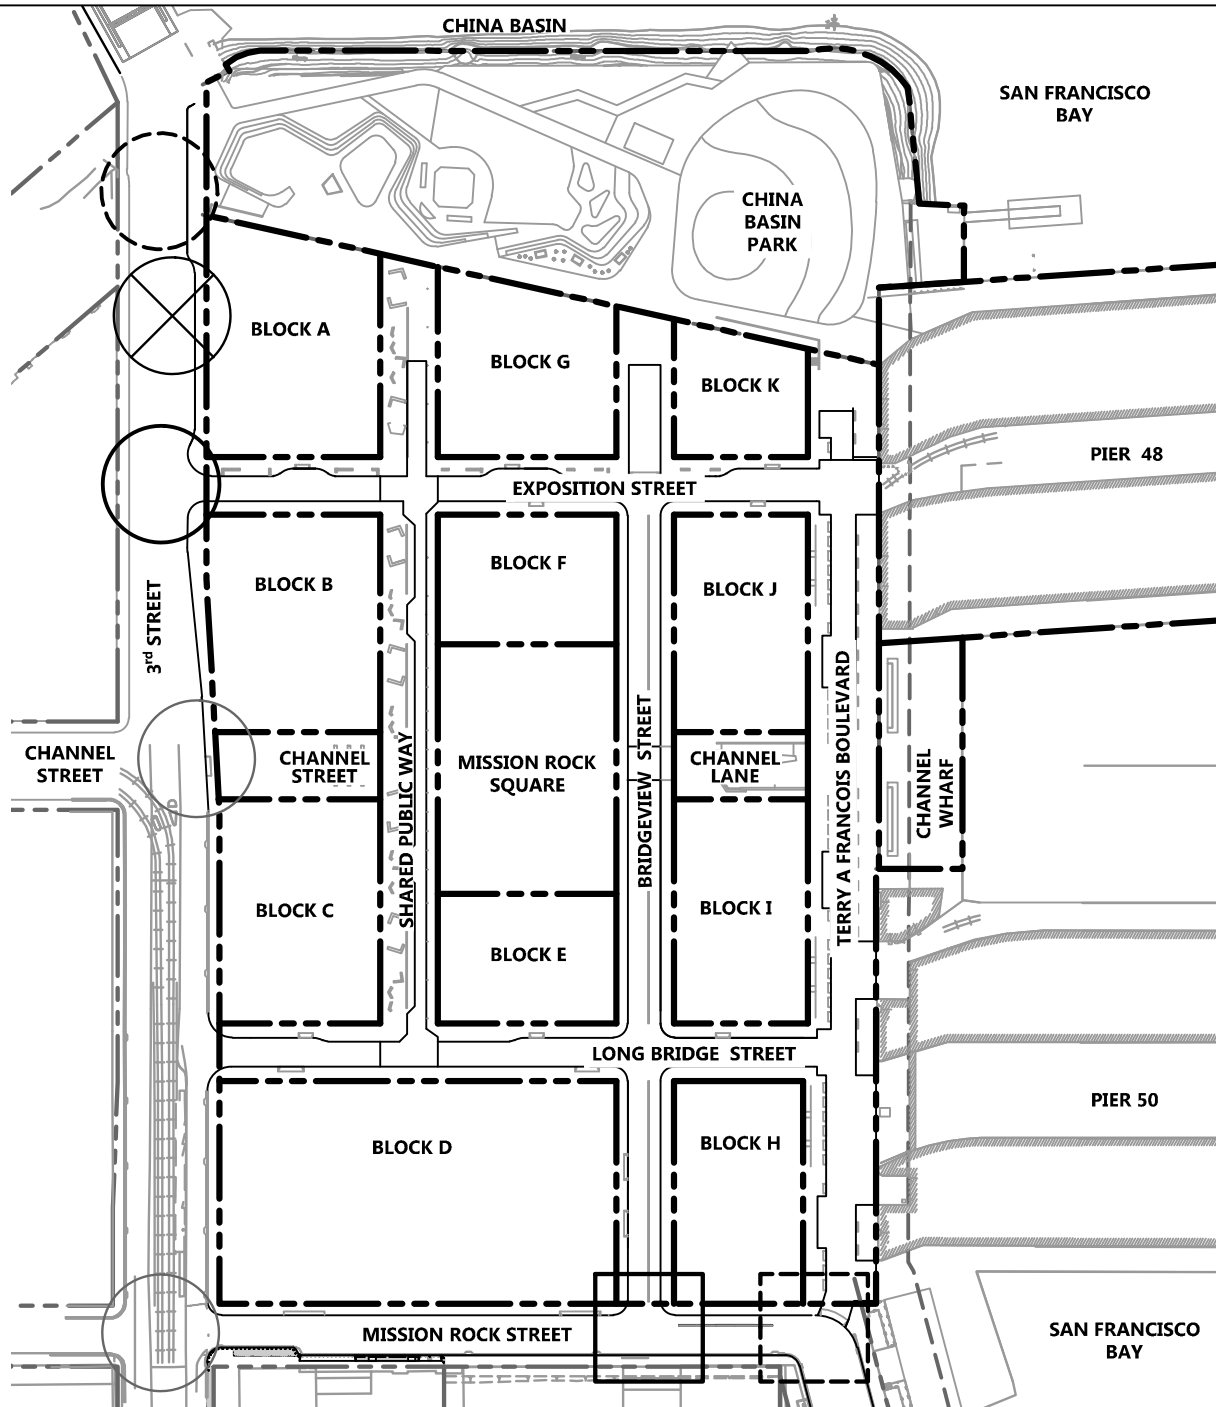 CHINA BASIN
SAN FRANCISCO
BAY
CHINA
BASIN
PARK
BLOCK A
BLOCK G
BLOCK K
PIER 48
EXPOSITION STREET
BLOCK B
BLOCK F
BLOCK J
3rd STREET
CHANNEL
STREET
CHANNEL
STREET
SHARED PUBLIC WAY
MISSION ROCK
SQUARE
BRIDGEVIEW STREET
CHANNEL
LANE
TERRY A FRANCOIS BOULEVARD
CHANNEL
WHARF
BLOCK C
BLOCK E
BLOCK I
LONG BRIDGE STREET
PIER 50
BLOCK D
BLOCK H
MISSION ROCK STREET
SAN FRANCISCO
BAY